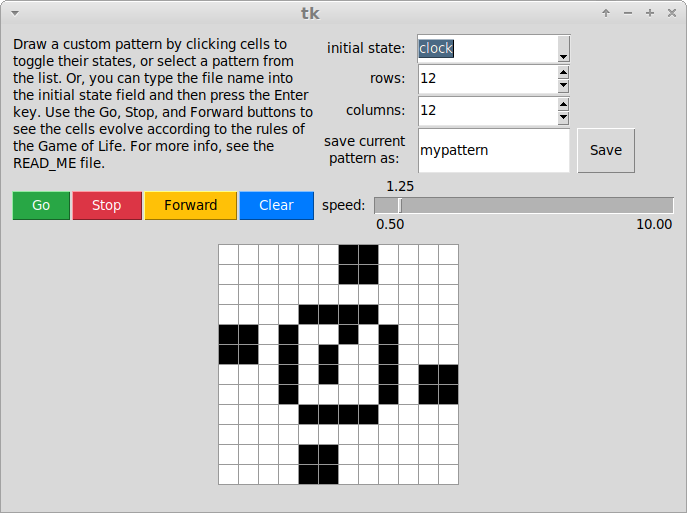 tk
Draw a custom pattern by clicking cells to
toggle their states, or select a pattern from
the list. Or, you can type the file name into
the initial state field and then press the Enter
key. Use the Go, Stop, and Forward buttons to
see the cells evolve according to the rules of
the Game of Life. For more info, see the
READ_ME file.
initial state:
clock
rows:
12
columns:
12
save current
pattern as:
mypattern
Save
Go
Stop
Forward
Clear
speed:
1.25
0.50
10.00